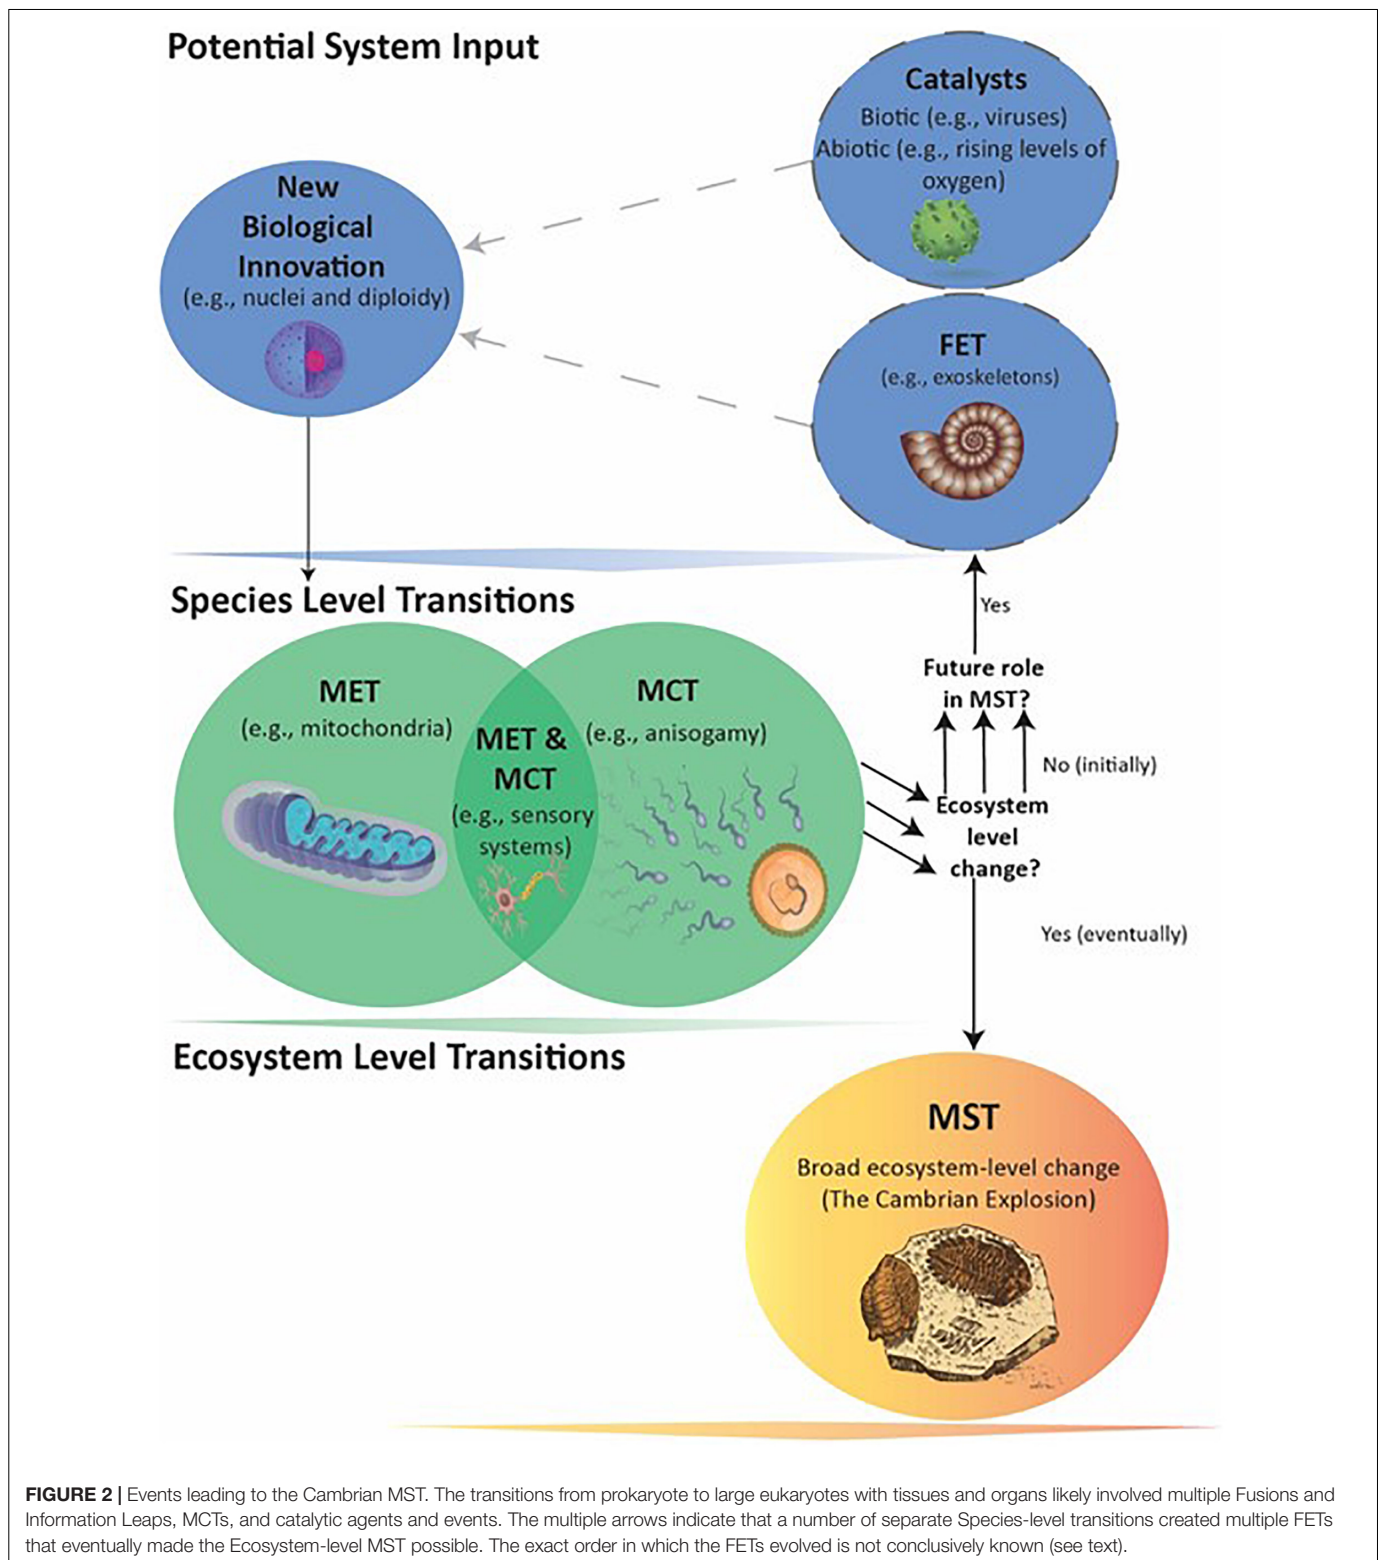 Potential System Input
Catalysts
Biotic (e.g., viruses)
Abiotic (e.g., rising levels of
oxygen)
New
Biological
Innovation
(e.g., nuclei and diploidy)
FET
(e.g., exoskeletons)
Species Level Transitions
Yes
Future role
in MST?
No (initially)
MET
(e.g., mitochondria)
MET &
MCT
(e.g., sensory
systems)
MCT
(e.g., anisogamy)
Ecosystem
level
change?
Yes (eventually)
Ecosystem Level Transitions
MST
Broad ecosystem-level change
(The Cambrian Explosion)
FIGURE 2 | Events leading to the Cambrian MST. The transitions from prokaryote to large eukaryotes with tissues and organs likely involved multiple Fusions and
Information Leaps, MCTs, and catalytic agents and events. The multiple arrows indicate that a number of separate Species-level transitions created multiple FETs
that eventually made the Ecosystem-level MST possible. The exact order in which the FETs evolved is not conclusively known (see text).